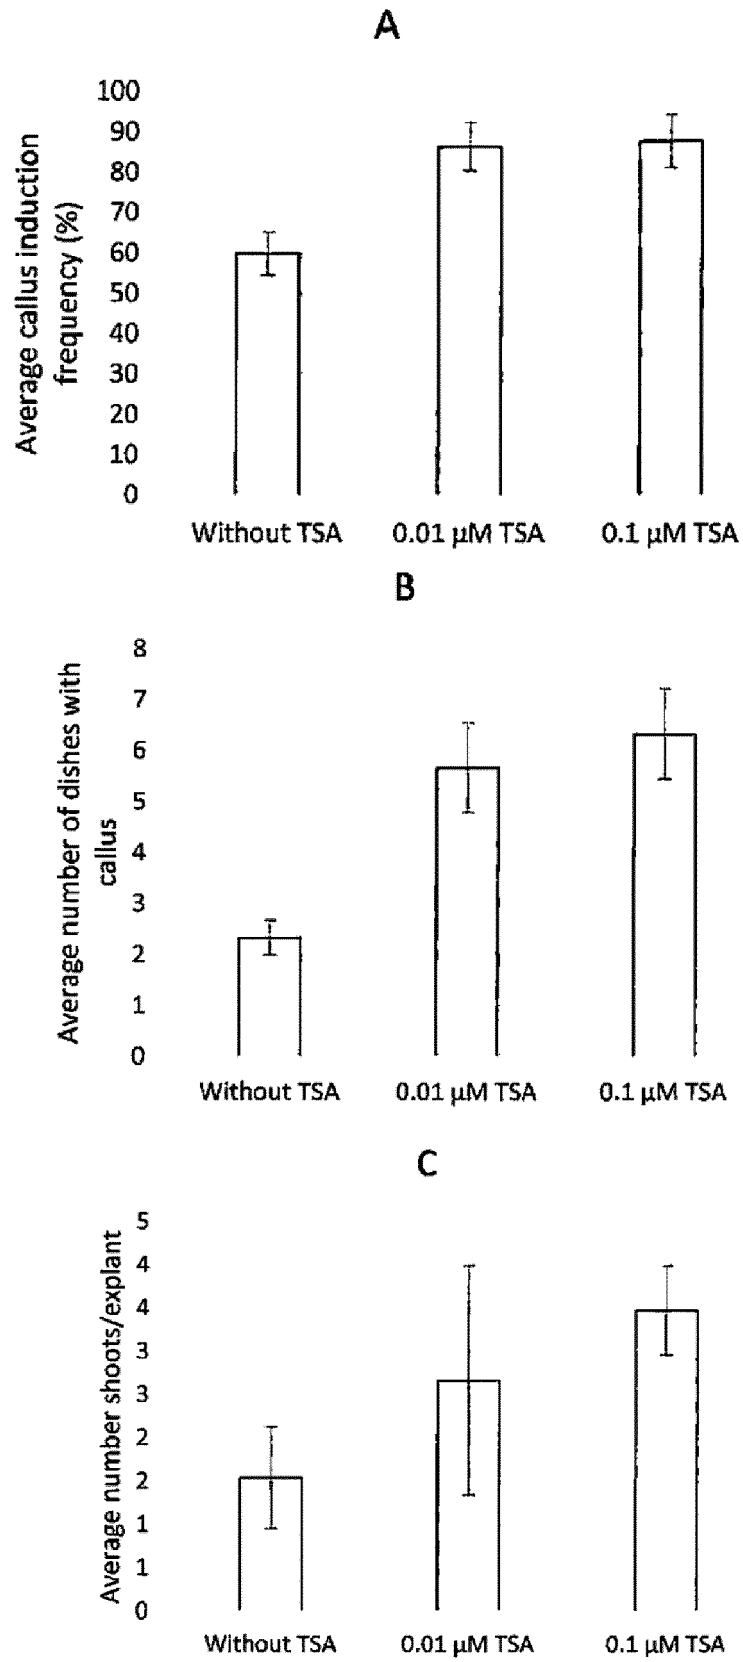 A
Average callus induction
frequency (%)
100
90
80
70
60
50
40
30
20
10
0
Without TSA 0.01 µM TSA 0.1 µM TSA
B
Average number of dishes with
callus
8
7
6
5
4
3
2
1
0
Without TSA 0.01 µM TSA 0.1 µM TSA
C
Average number shoots/explant
5
4
4
3
3
2
2
1
1
0
Without TSA 0.01 µM TSA 0.1 µM TSA